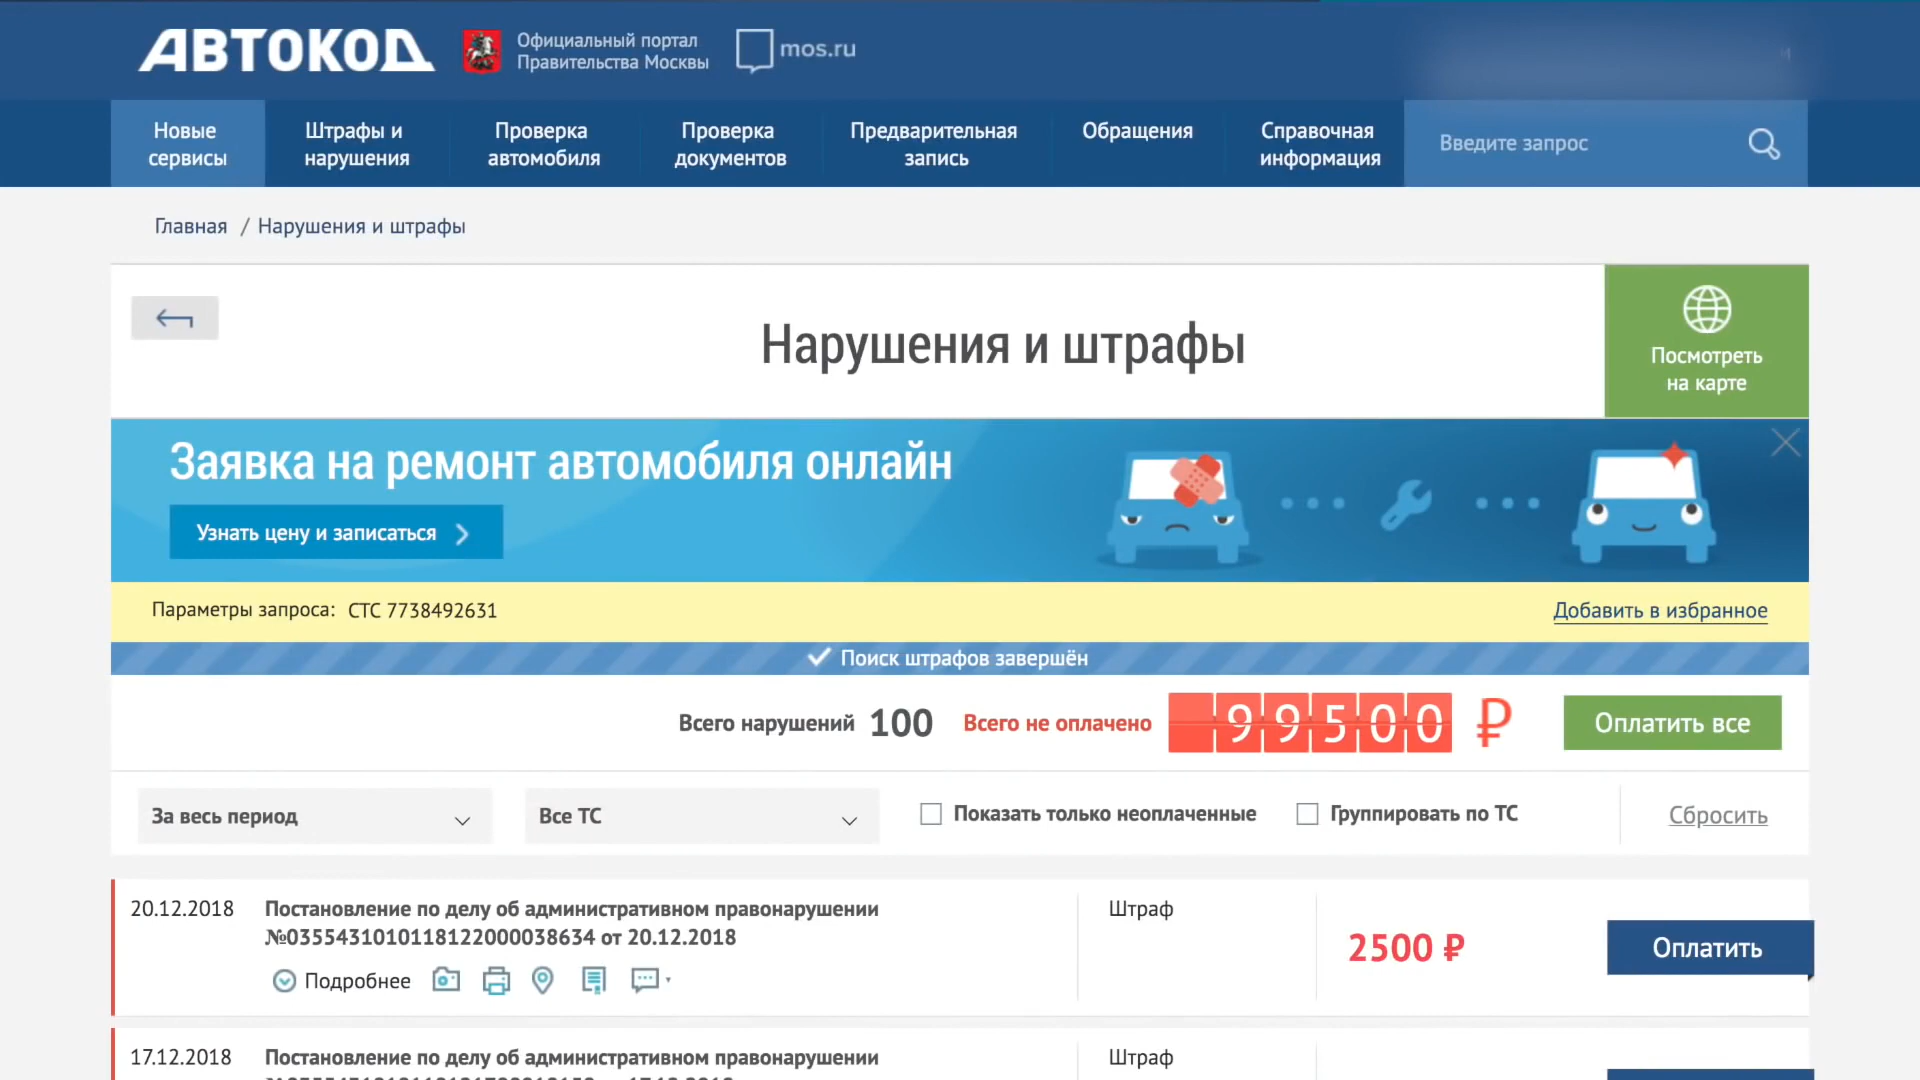 АВТОКОД
Официальный портал
Правительства Москвы
mos.ru
Новые
сервисы
Штрафы и
нарушения
Проверка
автомобиля
Проверка
документов
Предварительная
запись
Обращения
Справочная
информация
Введите запрос
Главная / Нарушения и штрафы
Нарушения и штрафы
Посмотреть
на карте
Заявка на ремонт автомобиля онлайн
Узнать цену и записаться
Параметры запроса: СТС 7738492631
Добавить в избранное
Поиск штрафов завершён
Всего нарушений 100 Всего не оплачено 99500 ₽
Оплатить все
За весь период
Все ТС
Показать только неоплаченные
Группировать по ТС
Сбросить
20.12.2018
Постановление по делу об административном правонарушении
№0355431010118122000038634 от 20.12.2018
Подробнее
Штраф
2500 ₽
Оплатить
17.12.2018
Постановление по делу об административном правонарушении
Штраф